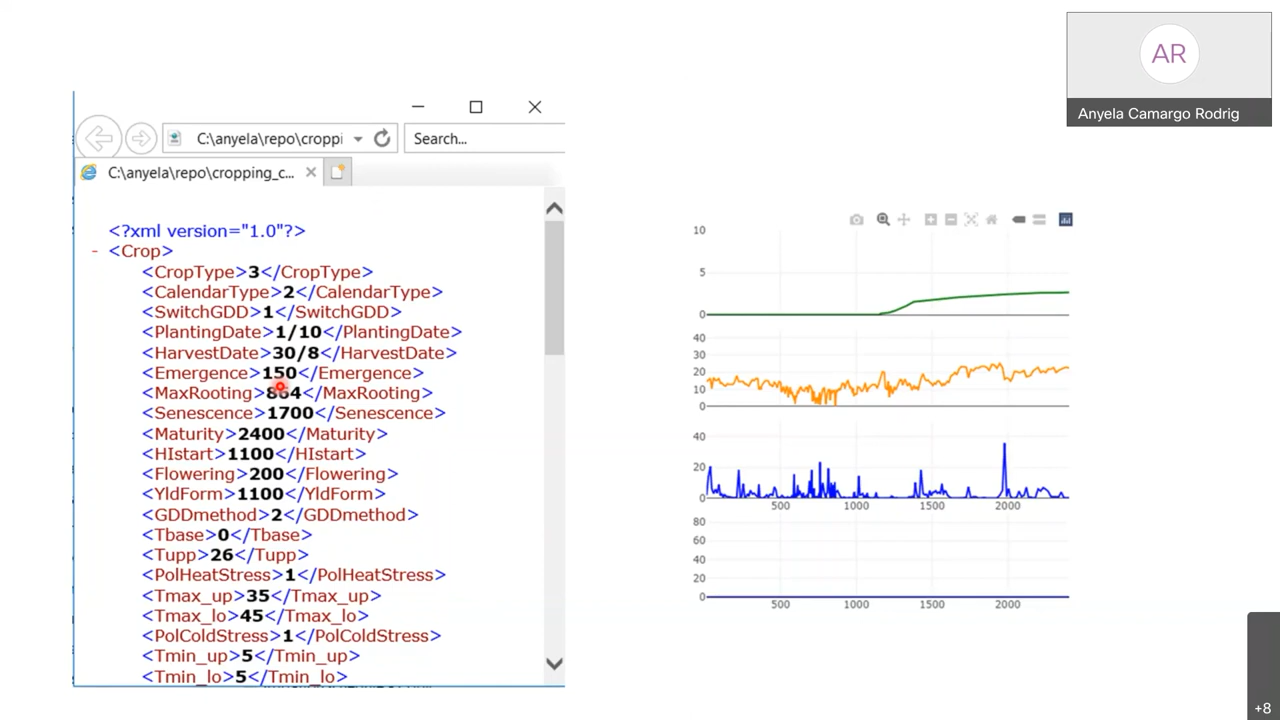 AR
Anyela Camargo Rodrig
C:\anyela\repo\croppi
Search...
C:\anyela\repo\cropping_c...
<?xml version="1.0"?>
- <Crop>
<CropType>3</CropType>
<CalendarType>2</CalendarType>
<SwitchGDD>1</SwitchGDD>
<PlantingDate>1/10</PlantingDate>
<HarvestDate>30/8</HarvestDate>
<Emergence>150</Emergence>
<MaxRooting>864</MaxRooting>
<Senescence>1700</Senescence>
<Maturity>2400</Maturity>
<HIstart>1100</HIstart>
<Flowering>200</Flowering>
<YldForm>1100</YldForm>
<GDDmethod>2</GDDmethod>
<Tbase>0</Tbase>
<Tupp>26</Tupp>
<PolHeatStress>1</PolHeatStress>
<Tmax_up>35</Tmax_up>
<Tmax_lo>45</Tmax_lo>
<PolColdStress>1</PolColdStress>
<Tmin_up>5</Tmin_up>
<Tmin_lo>5</Tmin_lo>
10
5
0
40
30
20
10
0
40
20
0
500 1000 1500 2000
80
60
40
20
0
500 1000 1500 2000
+8